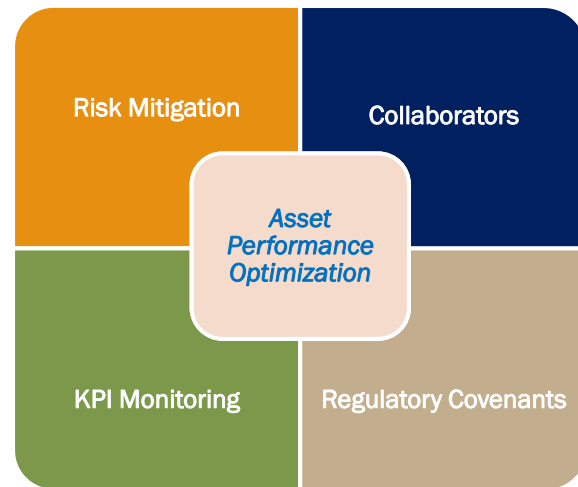 Risk Mitigation
Collaborators
Asset
Performance
Optimization
KPI Monitoring
Regulatory Covenants